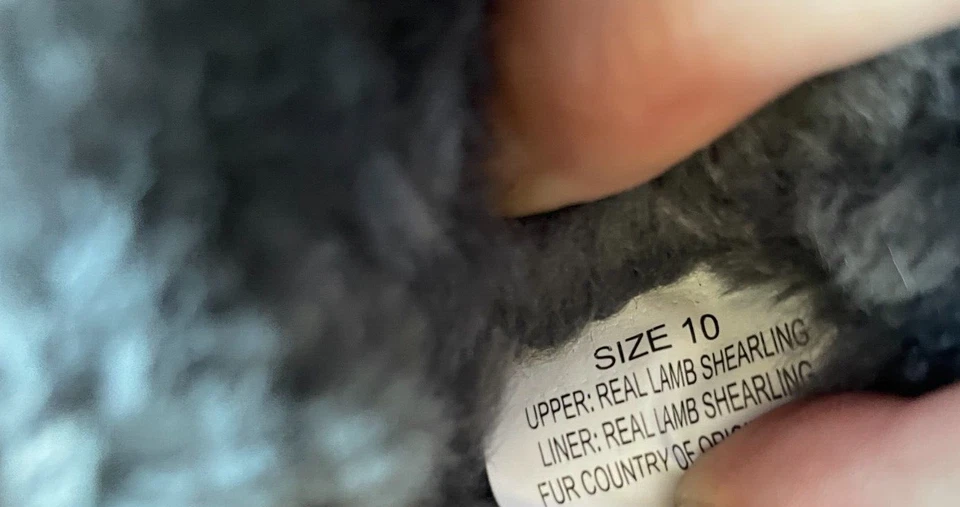 SIZE 10
UPPER: REAL LAMB SHEARLING
LINER: REAL LAMB SHEARLING
FUR COUNTRY OF